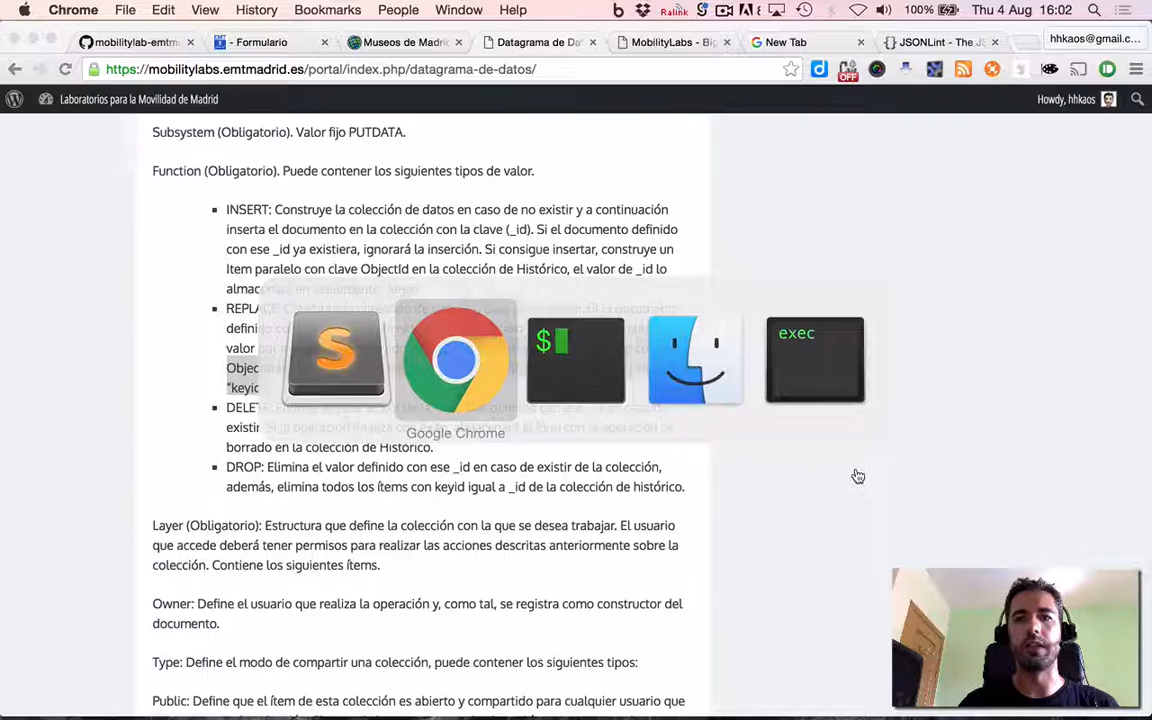 Chrome File Edit View History Bookmarks People Window Help
100% Thu 4 Aug 16:02
mobilitylab-emtm
- Formulario
Museos de Madri
Datagrama de Da
MobilityLabs - Big
New Tab
JSONLint - The J
hhkaos@gmail.c...
https://mobilitylabs.emtmadrid.es/portal/index.php/datagrama-de-datos/
Laboratorios para la Movilidad de Madrid
Howdy, hhkaos
Subsystem (Obligatorio). Valor fijo PUTDATA.
Function (Obligatorio). Puede contener los siguientes tipos de valor.
INSERT: Construye la colección de datos en caso de no existir y a continuación
inserta el documento en la colección con la clave (_id). Si el documento definido
con ese _id ya existiera, ignorará la inserción. Si consigue insertar, construye un
Item paralelo con clave ObjectId en la colección de Histórico, el valor de _id lo
REPLACE
defini
valor
Objec
"keyid
DELET
existir
$
exec
Google Chrome
borrado en la colección de Histórico.
DROP: Elimina el valor definido con ese _id en caso de existir de la colección,
además, elimina todos los ítems con keyid igual a _id de la colección de histórico.
Layer (Obligatorio): Estructura que define la colección con la que se desea trabajar. El usuario
que accede deberá tener permisos para realizar las acciones descritas anteriormente sobre la
colección. Contiene los siguientes ítems.
Owner: Define el usuario que realiza la operación y, como tal, se registra como constructor del
documento.
Type: Define el modo de compartir una colección, puede contener los siguientes tipos:
Public: Define que el ítem de esta colección es abierto y compartido para cualquier usuario que